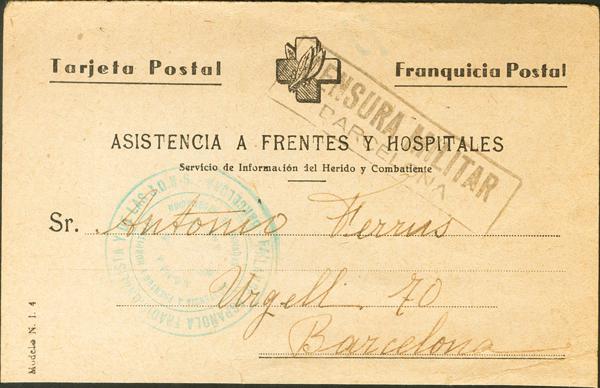 Tarjeta Postal
Franquicia Postal
CENSURA MILITAR
BARCELONA
ASISTENCIA A FRENTES Y HOSPITALES
Servicio de Información del Herido y Combatiente
Sr. Antonio Ferrus
Urgell 70
Barcelona
ESPAÑOLA
Modelo N. I. 4